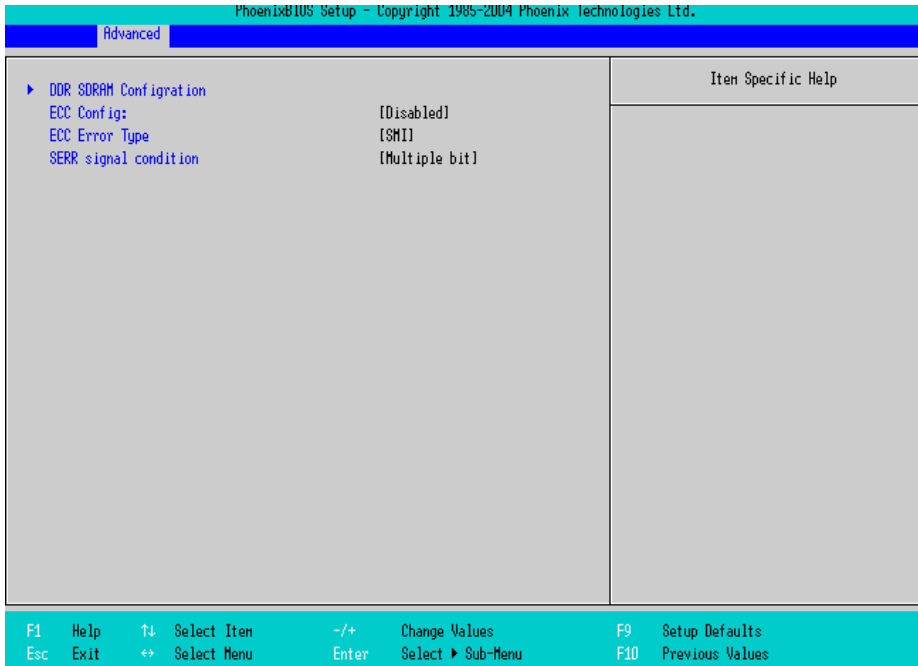 PhoenixBIOS Setup - Copyright 1985-2004 Phoenix Technologies Ltd.
Advanced
Item Specific Help
▶ DDR SDRAM Configration
ECC Config: [Disabled]
ECC Error Type [SMI]
SERR signal condition [Multiple bit]
F1 Help ↑↓ Select Item -/+ Change Values F9 Setup Defaults
Esc Exit ↔ Select Menu Enter Select ▶ Sub-Menu F10 Previous Values